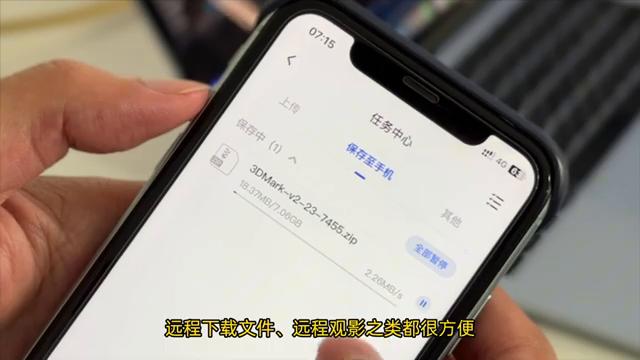 07:15
4G
任务中心
上传
保存至手机
其他
保存中（1）
全部暂停
3DMark-v2-23-7455.zip
18.37MB/7.06GB
2.26MB/s
远程下载文件、远程观影之类都很方便